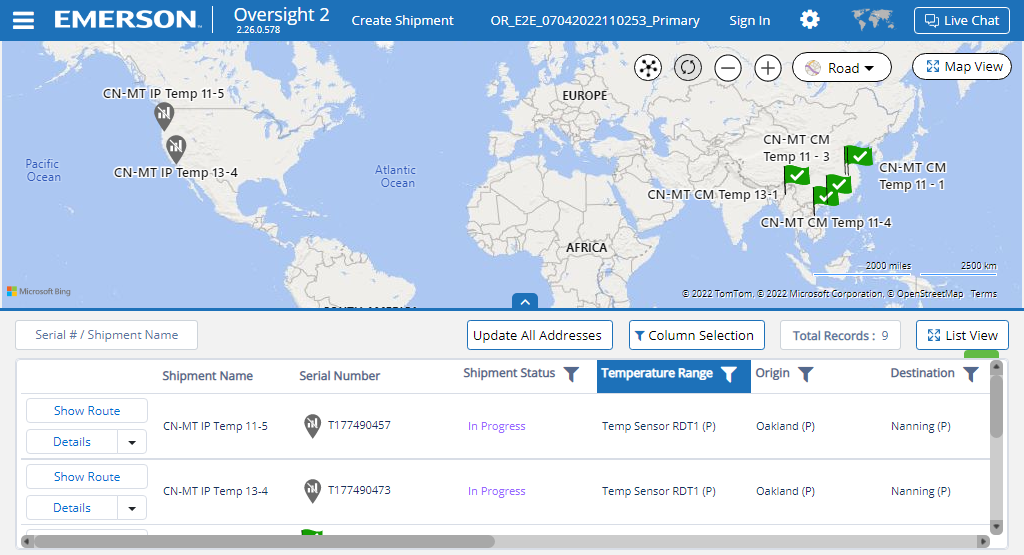 EMERSON
Oversight 2
2.26.0.578
Create Shipment
OR_E2E_07042022110253_Primary
Sign In
Live Chat
Road
Map View
CN-MT IP Temp 11-5
CN-MT IP Temp 13-4
Pacific
Ocean
Atlantic
Ocean
EUROPE
AFRICA
CN-MT CM
Temp 11 - 3
CN-MT CM
Temp 11 - 1
CN-MT CM Temp 13-1
CN-MT CM Temp 11-4
2000 miles
2500 km
Microsoft Bing
SOUTH AMERICA
© 2022 TomTom, © 2022 Microsoft Corporation, © OpenStreetMap Terms
Serial # / Shipment Name
Update All Addresses
Column Selection
Total Records : 9
List View
Shipment Name
Serial Number
Shipment Status
Temperature Range
Origin
Destination
Show Route
Details
CN-MT IP Temp 11-5
T177490457
In Progress
Temp Sensor RDT1 (P)
Oakland (P)
Nanning (P)
Show Route
Details
CN-MT IP Temp 13-4
T177490473
In Progress
Temp Sensor RDT1 (P)
Oakland (P)
Nanning (P)